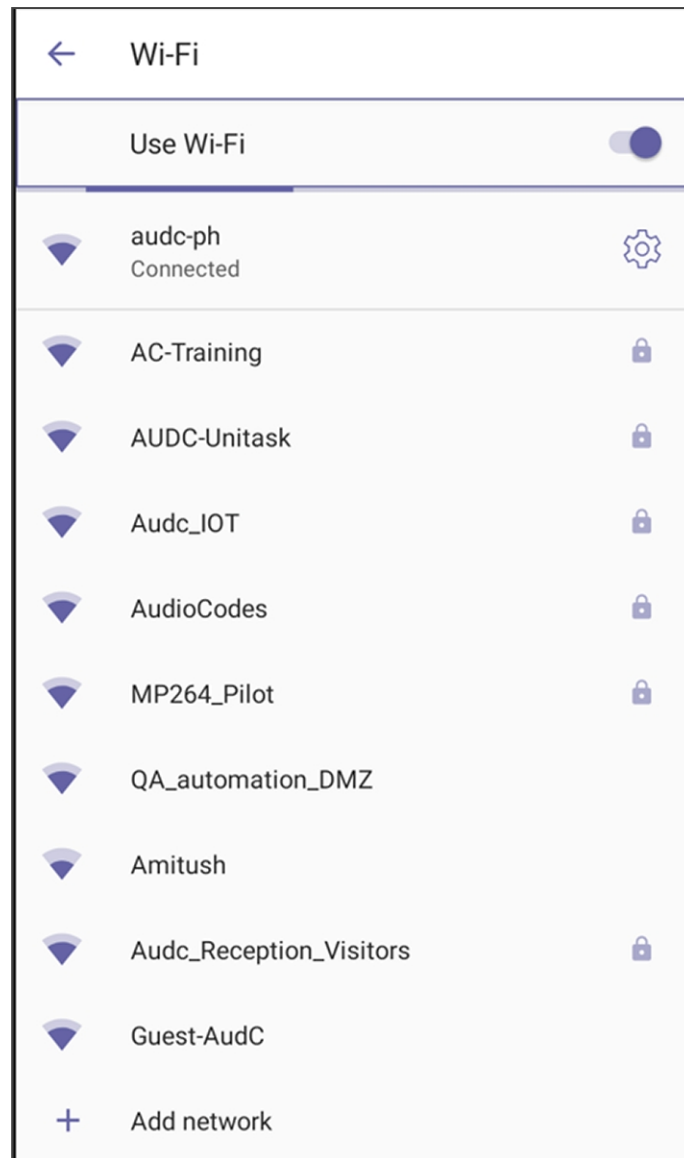 Wi-Fi
Use Wi-Fi
audc-ph
Connected
AC-Training
AUDC-Unitask
Audc_IOT
AudioCodes
MP264_Pilot
QA_automation_DMZ
Amitush
Audc_Reception_Visitors
Guest-AudC
Add network